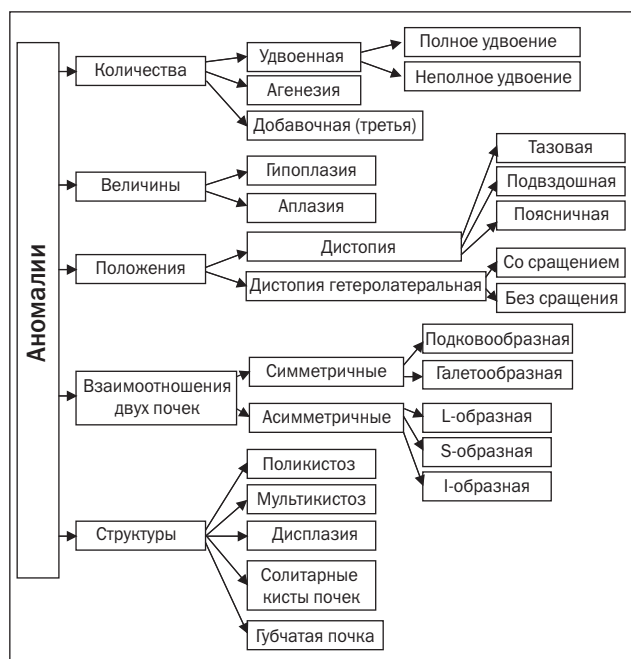 Аномалии
Количества
Удвоенная
Полное удвоение
Неполное удвоение
Агенезия
Добавочная (третья)
Величины
Гипоплазия
Аплазия
Положения
Дистопия
Тазовая
Подвздошная
Поясничная
Дистопия гетеролатеральная
Со сращением
Без сращения
Взаимоотношения
двух почек
Симметричные
Подковообразная
Галетообразная
Асимметричные
L-образная
S-образная
I-образная
Структуры
Поликистоз
Мультикистоз
Дисплазия
Солитарные
кисты почек
Губчатая почка